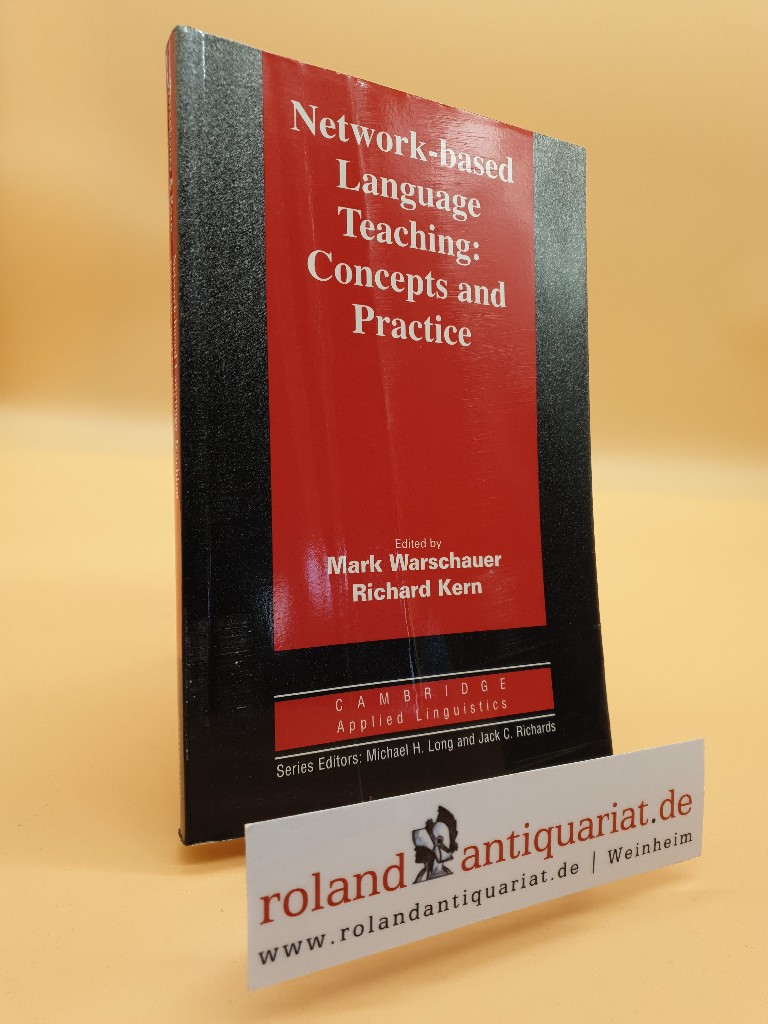 Network-based
Language
Teaching:
Concepts and
Practice
Edited by
Mark Warschauer
Richard Kern
CAMBRIDGE
Applied Linguistics
Series Editors: Michael H. Long and Jack C. Richards
roland antiquariat.de
www.rolandantiquariat.de | Weinheim